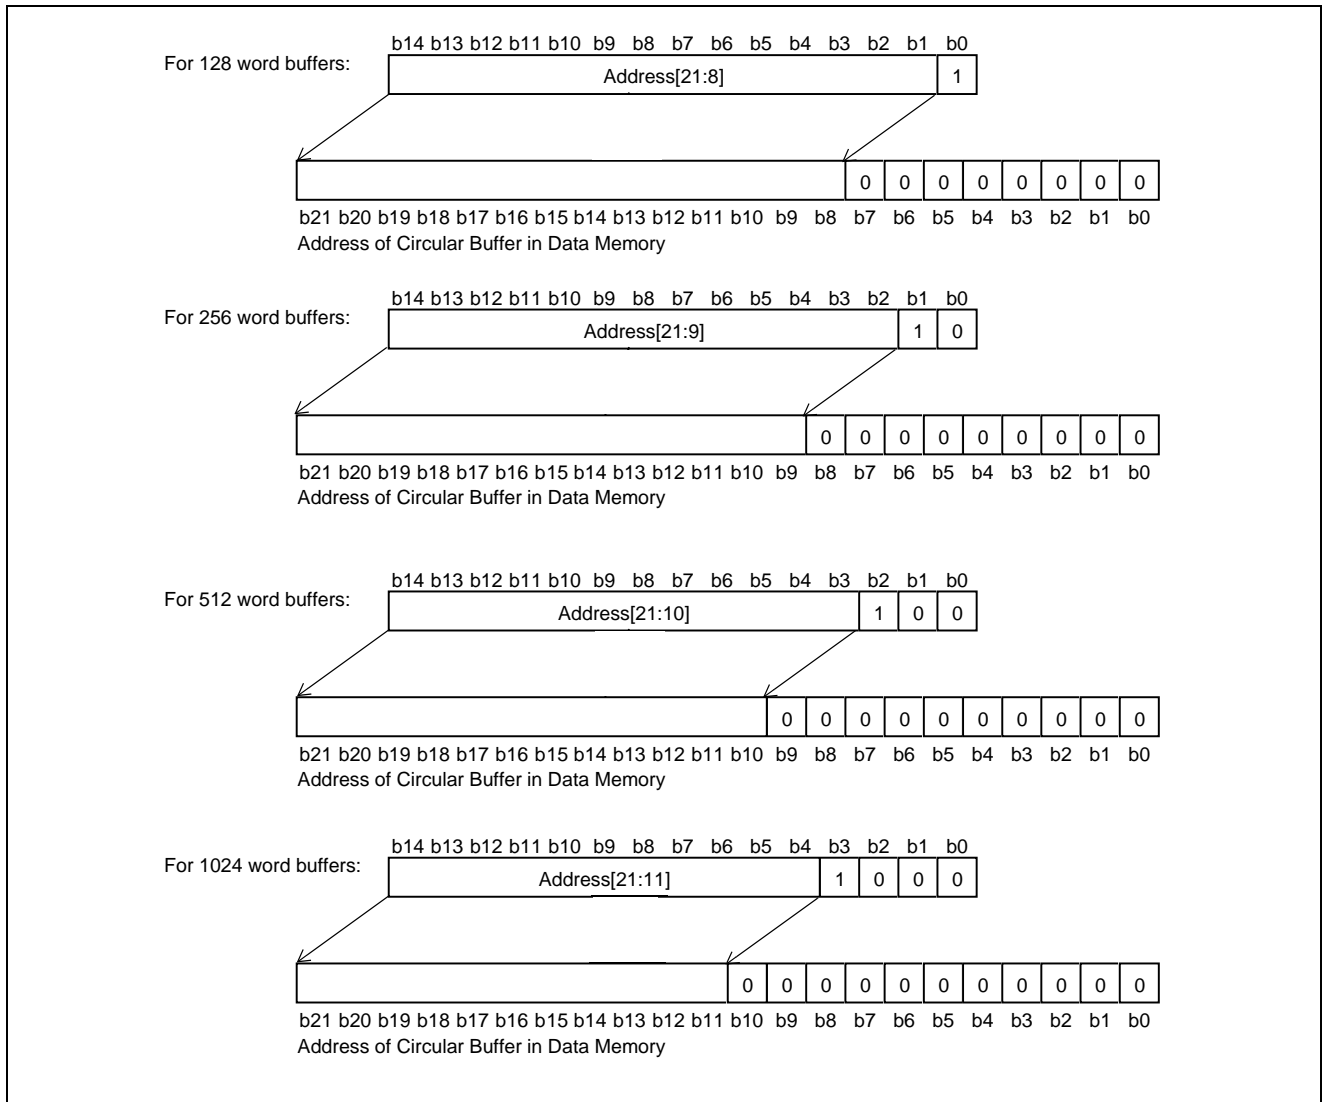 b14 b13 b12 b11 b10 b9 b8 b7 b6 b5 b4 b3 b2 b1 b0
For 128 word buffers: Address[21:8] 1
0 0 0 0 0 0 0 0
b21 b20 b19 b18 b17 b16 b15 b14 b13 b12 b11 b10 b9 b8 b7 b6 b5 b4 b3 b2 b1 b0
Address of Circular Buffer in Data Memory
b14 b13 b12 b11 b10 b9 b8 b7 b6 b5 b4 b3 b2 b1 b0
For 256 word buffers: Address[21:9] 1 0
0 0 0 0 0 0 0 0 0
b21 b20 b19 b18 b17 b16 b15 b14 b13 b12 b11 b10 b9 b8 b7 b6 b5 b4 b3 b2 b1 b0
Address of Circular Buffer in Data Memory
b14 b13 b12 b11 b10 b9 b8 b7 b6 b5 b4 b3 b2 b1 b0
For 512 word buffers: Address[21:10] 1 0 0
0 0 0 0 0 0 0 0 0 0
b21 b20 b19 b18 b17 b16 b15 b14 b13 b12 b11 b10 b9 b8 b7 b6 b5 b4 b3 b2 b1 b0
Address of Circular Buffer in Data Memory
b14 b13 b12 b11 b10 b9 b8 b7 b6 b5 b4 b3 b2 b1 b0
For 1024 word buffers: Address[21:11] 1 0 0 0
0 0 0 0 0 0 0 0 0 0 0
b21 b20 b19 b18 b17 b16 b15 b14 b13 b12 b11 b10 b9 b8 b7 b6 b5 b4 b3 b2 b1 b0
Address of Circular Buffer in Data Memory